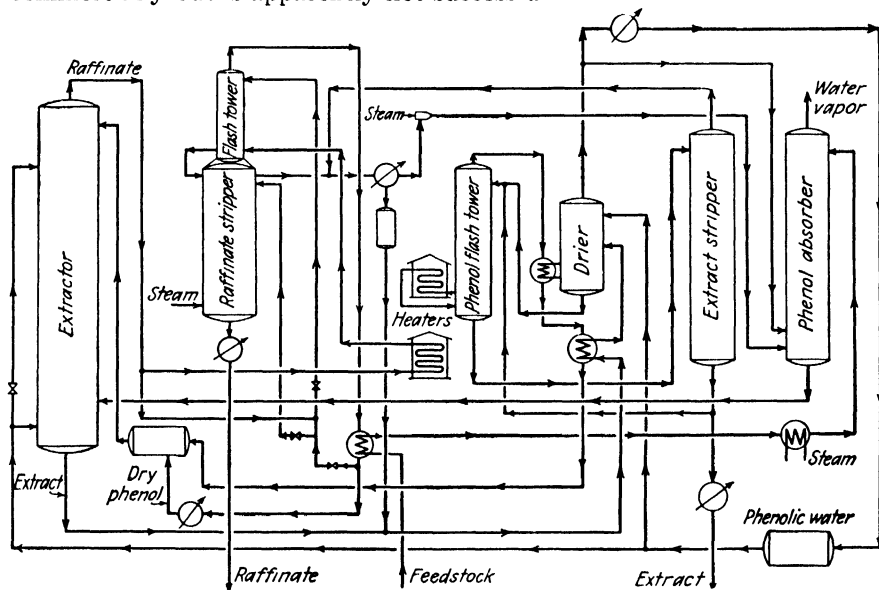 Raffinate
Flash tower
Raffinate stripper
Steam
Extractor
Steam
Phenol flash tower
Heaters
Drier
Extract stripper
Water
vapor
Phenol absorber
Steam
Extract
Dry
phenol
Phenolic water
Raffinate
Feedstock
Extract